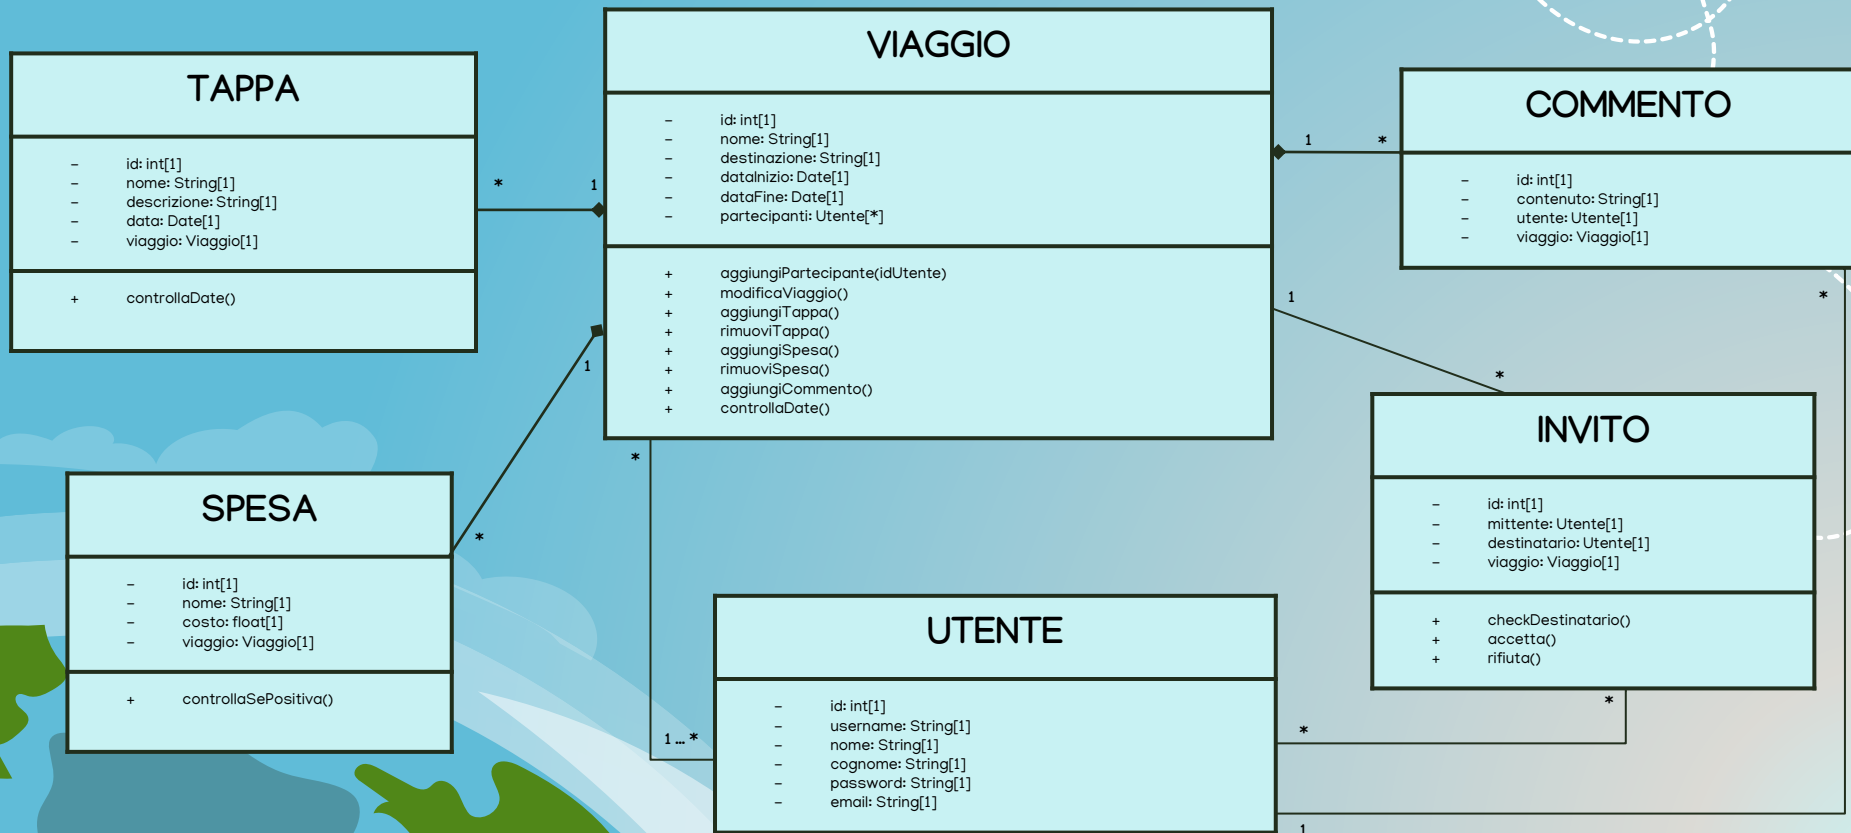 TAPPA
- id: int[1]
- nome: String[1]
- descrizione: String[1]
- data: Date[1]
- viaggio: Viaggio[1]
+ controllaDate()
* 1
VIAGGIO
- id: int[1]
- nome: String[1]
- destinazione: String[1]
- dataInizio: Date[1]
- dataFine: Date[1]
- partecipanti: Utente[*]
+ aggiungiPartecipante(idUtente)
+ modificaViaggio()
+ aggiungiTappa()
+ rimuoviTappa()
+ aggiungiSpesa()
+ rimuoviSpesa()
+ aggiungiCommento()
+ controllaDate()
1 *
COMMENTO
- id: int[1]
- contenuto: String[1]
- utente: Utente[1]
- viaggio: Viaggio[1]
1
*
*
1
*
SPESA
- id: int[1]
- nome: String[1]
- costo: float[1]
- viaggio: Viaggio[1]
+ controllaSePositiva()
*
1 ... *
UTENTE
- id: int[1]
- username: String[1]
- nome: String[1]
- cognome: String[1]
- password: String[1]
- email: String[1]
INVITO
- id: int[1]
- mittente: Utente[1]
- destinatario: Utente[1]
- viaggio: Viaggio[1]
+ checkDestinatario()
+ accetta()
+ rifiuta()
*
*
1